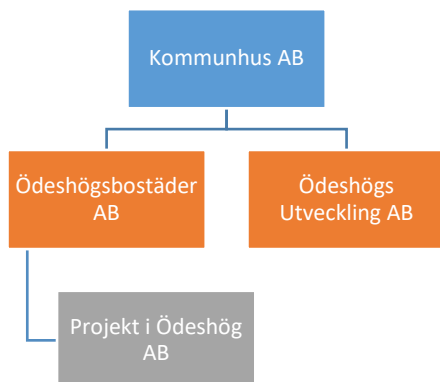 Kommunhus AB
Ödeshögsbostäder
AB
Ödeshögs
Utveckling AB
Projekt i Ödeshög
AB